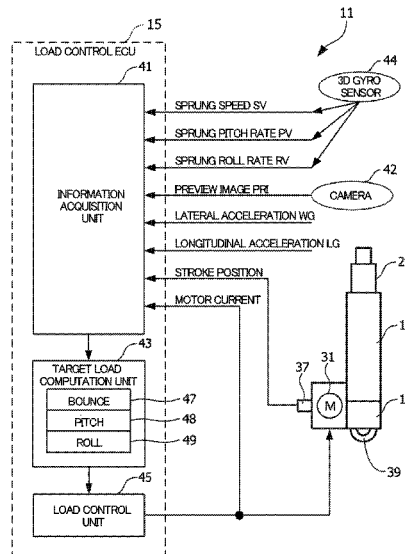 11
15
LOAD CONTROL ECU
41
44
3D GYRO
SENSOR
SPRUNG SPEED SV
SPRUNG PITCH RATE PV
SPRUNG ROLL RATE RV
INFORMATION
ACQUISITION
UNIT
PREVIEW IMAGE PRI
CAMERA
42
LATERAL ACCELERATION WG
LONGITUDINAL ACCELERATION LG
STROKE POSITION
MOTOR CURRENT
43
TARGET LOAD
COMPUTATION UNIT
BOUNCE
47
PITCH
48
ROLL
49
37
31
M
39
45
LOAD CONTROL
UNIT